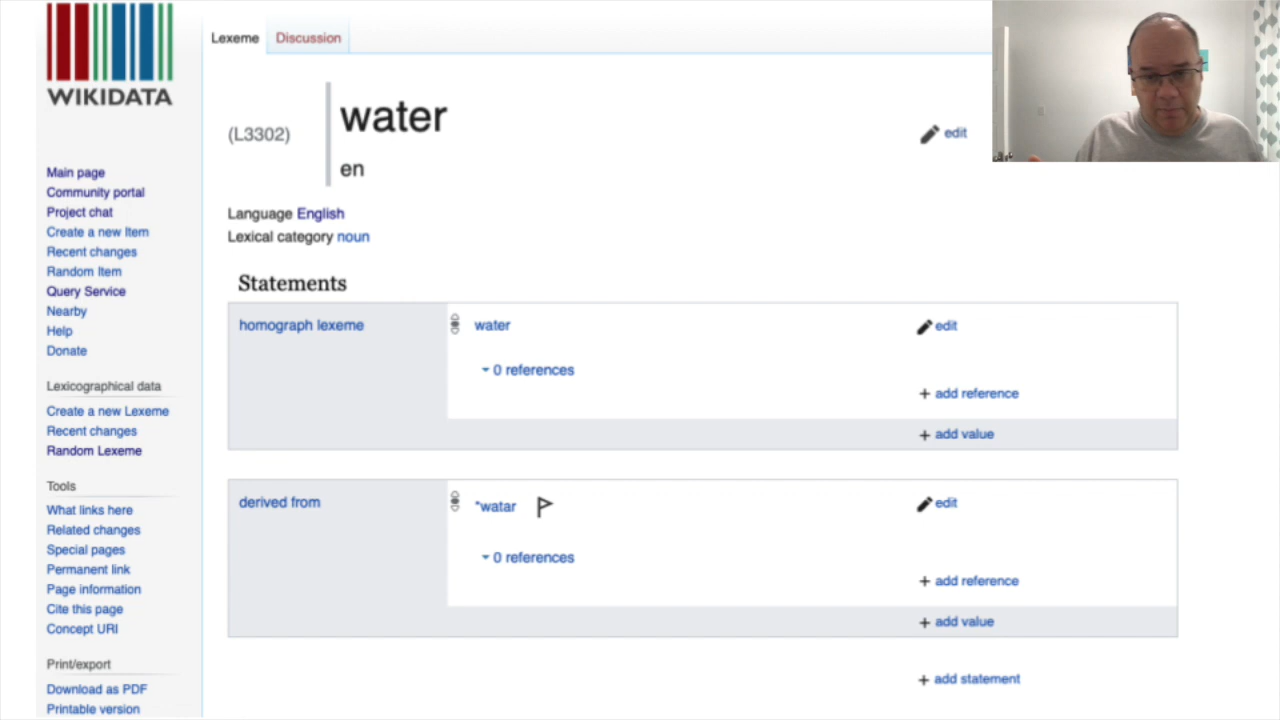 WIKIDATA
Main page
Community portal
Project chat
Create a new Item
Recent changes
Random Item
Query Service
Nearby
Help
Donate
Lexicographical data
Create a new Lexeme
Recent changes
Random Lexeme
Tools
What links here
Related changes
Special pages
Permanent link
Page information
Cite this page
Concept URI
Print/export
Download as PDF
Printable version
Lexeme Discussion
(L3302) water edit
en
Language English
Lexical category noun
Statements
homograph lexeme water edit
0 references
+ add reference
+ add value
derived from *watar edit
0 references
+ add reference
+ add value
+ add statement